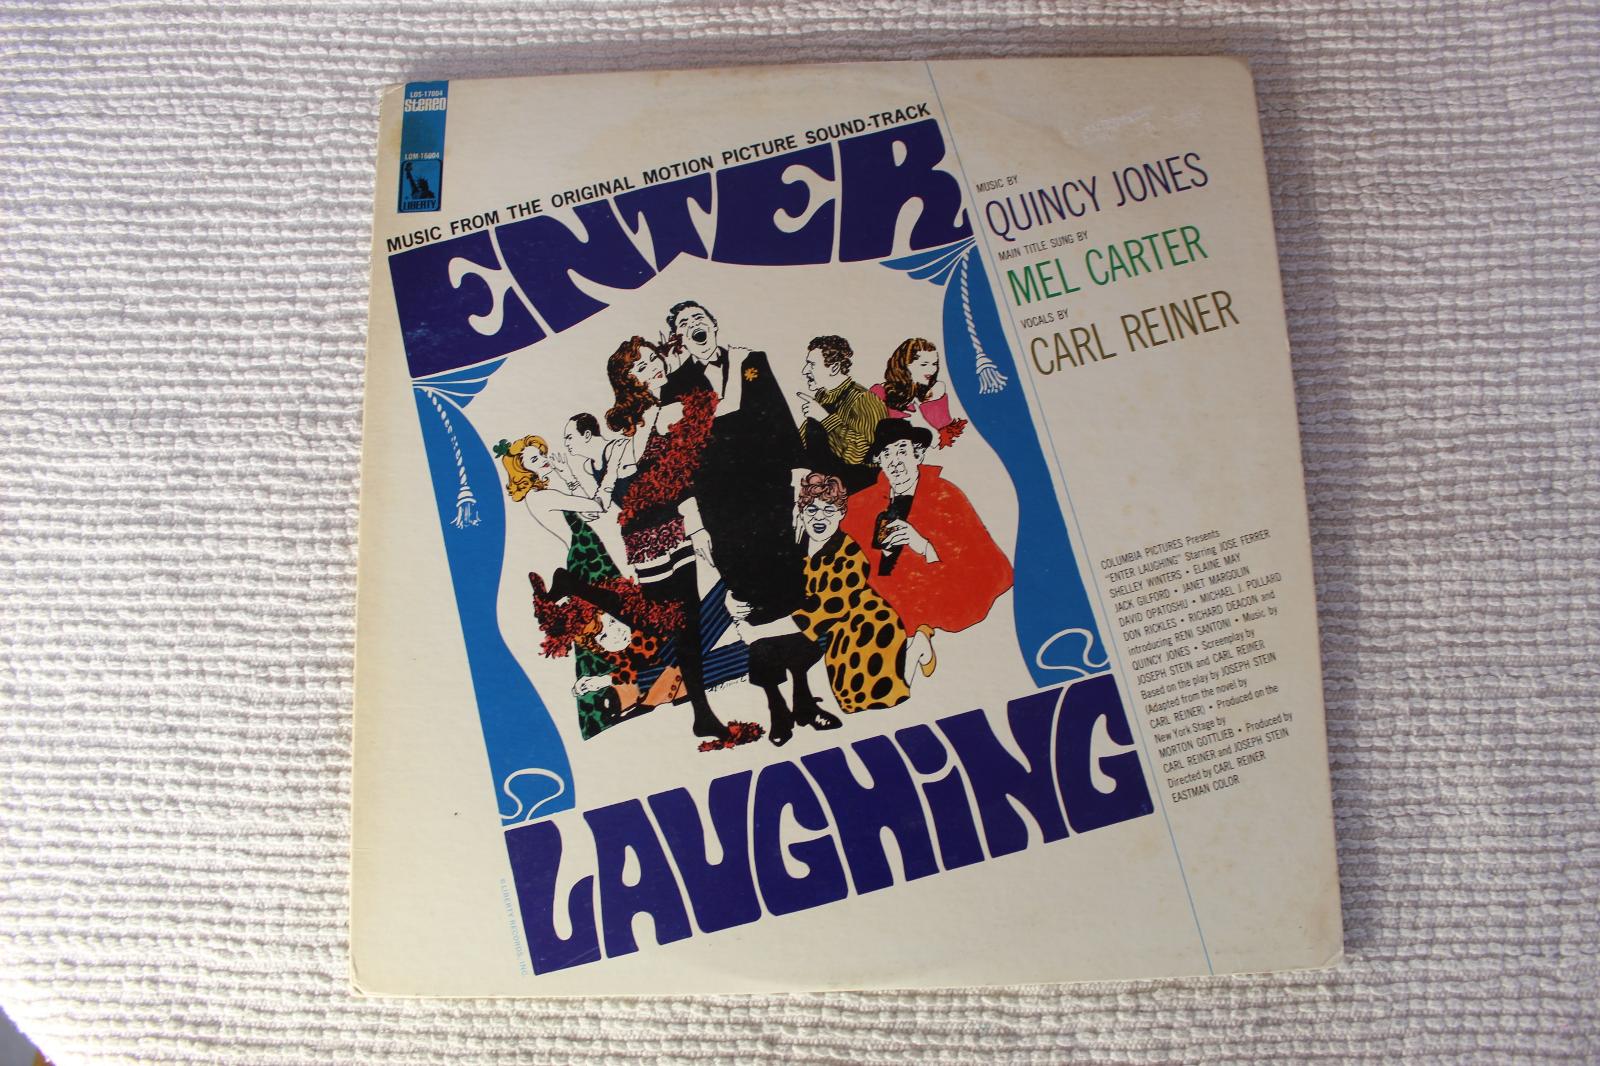 LOS-17004
Stereo
LOM-16004
LIBERTY
MUSIC FROM THE ORIGINAL MOTION PICTURE SOUND-TRACK
ENTER
LAUGHiNG
MUSIC BY
QUINCY JONES
MAIN TITLE SUNG BY
MEL CARTER
VOCALS BY
CARL REINER
COLUMBIA PICTURES Presents
"ENTER LAUGHING" Starring JOSE FERRER
SHELLEY WINTERS • ELAINE MAY
JACK GILFORD • JANET MARGOLIN
DAVID OPATOSHU • MICHAEL J. POLLARD
DON RICKLES • RICHARD DEACON and
introducing RENI SANTONI • Music by
QUINCY JONES • Screenplay by
JOSEPH STEIN and CARL REINER
Based on the play by JOSEPH STEIN
(Adapted from the novel by
CARL REINER) • Produced on the
New York Stage by
MORTON GOTTLIEB • Produced by
CARL REINER and JOSEPH STEIN
Directed by CARL REINER
EASTMAN COLOR
© LIBERTY RECORDS, INC.